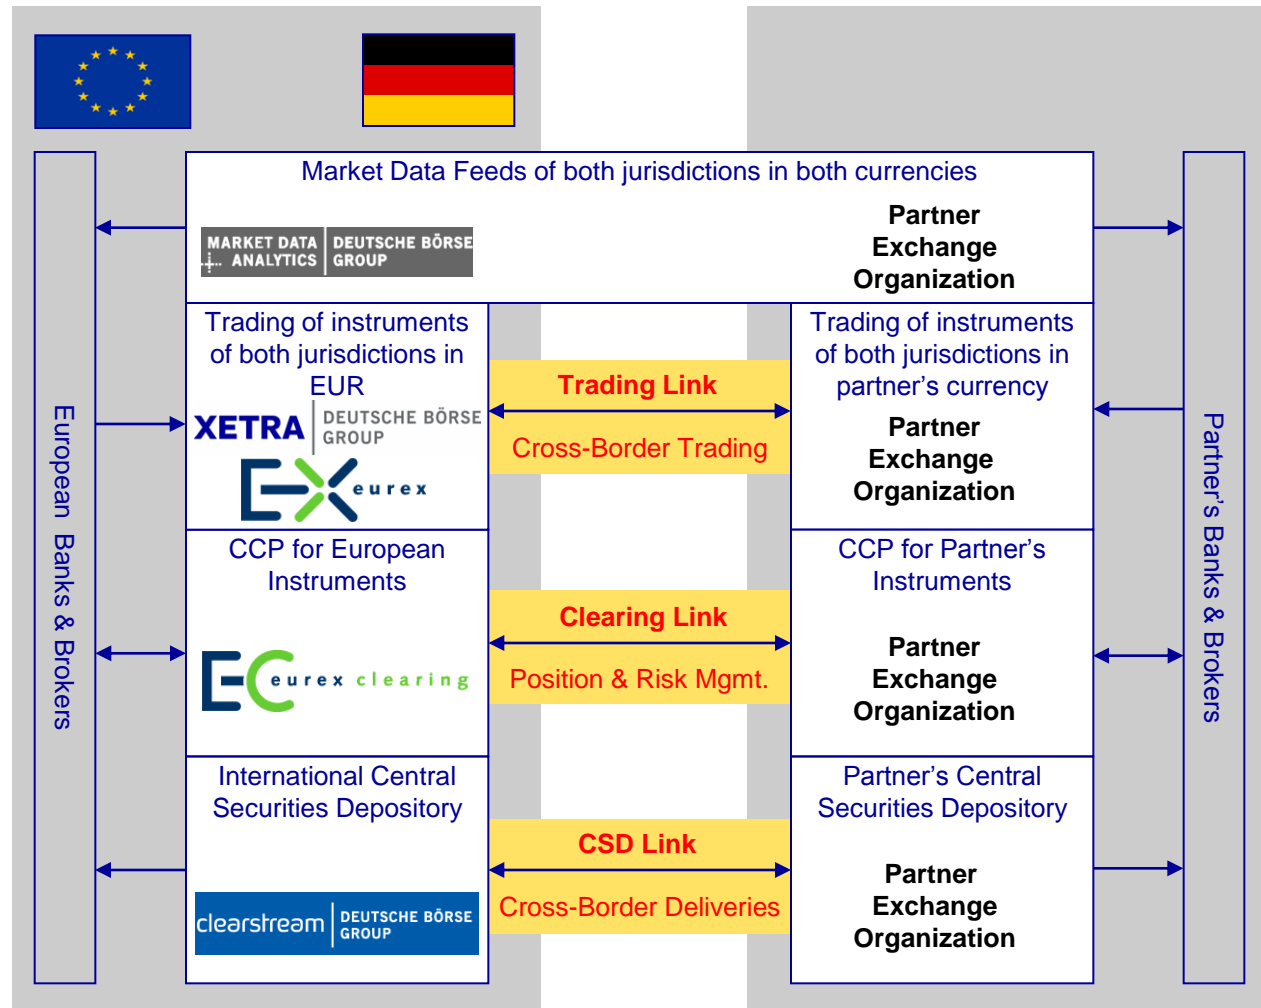 Market Data Feeds of both jurisdictions in both currencies
MARKET DATA
ANALYTICS
DEUTSCHE BÖRSE
GROUP
Partner
Exchange
Organization
European Banks & Brokers
Trading of instruments
of both jurisdictions in
EUR
XETRA
DEUTSCHE BÖRSE
GROUP
EX eurex
Trading Link
Cross-Border Trading
Trading of instruments
of both jurisdictions in
partner's currency
Partner
Exchange
Organization
Partner's Banks & Brokers
CCP for European
Instruments
EC eurex clearing
Clearing Link
Position & Risk Mgmt.
CCP for Partner's
Instruments
Partner
Exchange
Organization
International Central
Securities Depository
clearstream
DEUTSCHE BÖRSE
GROUP
CSD Link
Cross-Border Deliveries
Partner's Central
Securities Depository
Partner
Exchange
Organization